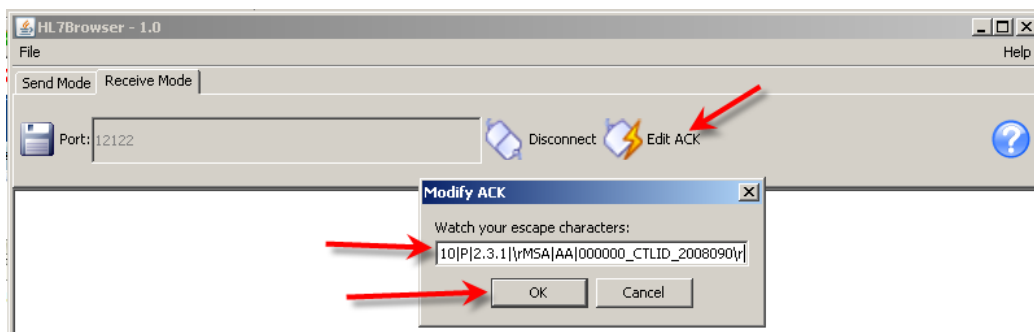 HL7Browser - 1.0
File Help
Send Mode Receive Mode
Port: 12122 Disconnect Edit ACK
Modify ACK
Watch your escape characters:
10|P|2.3.1|\rMSA|AA|000000_CTLID_2008090\r
OK Cancel